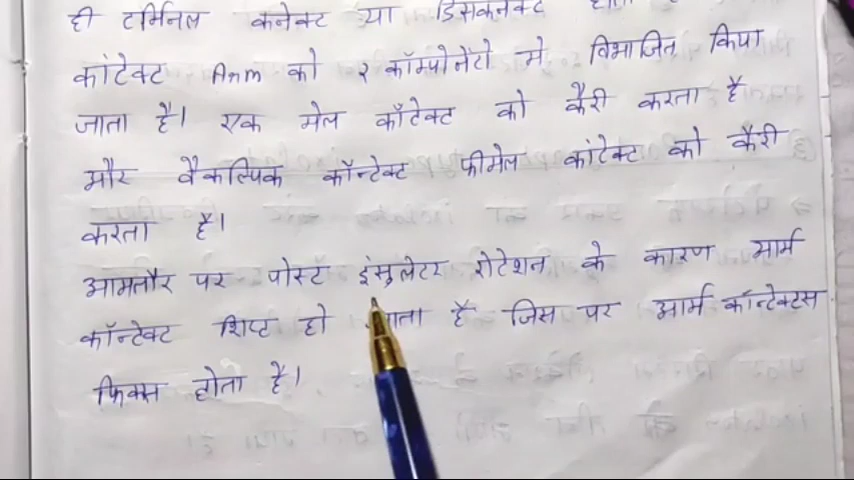 ही टर्मिनल कनेक्ट या डिसकनेक्ट होता
कांटेक्ट Arm को २ कॉम्पोनेंटो मे विभाजित किया
जाता है। एक मेल कॉंटेक्ट को कैरी करता है
और वैकल्पिक कॉन्टेक्ट फीमेल कांटेक्ट को कैरी
करता है।
आमतौर पर पोस्ट इंसुलेटर रोटेशन के कारण आर्म
कॉन्टेक्ट शिप्ट हो जाता है जिस पर आर्म कॉन्टेक्टस
फिक्स होता है।